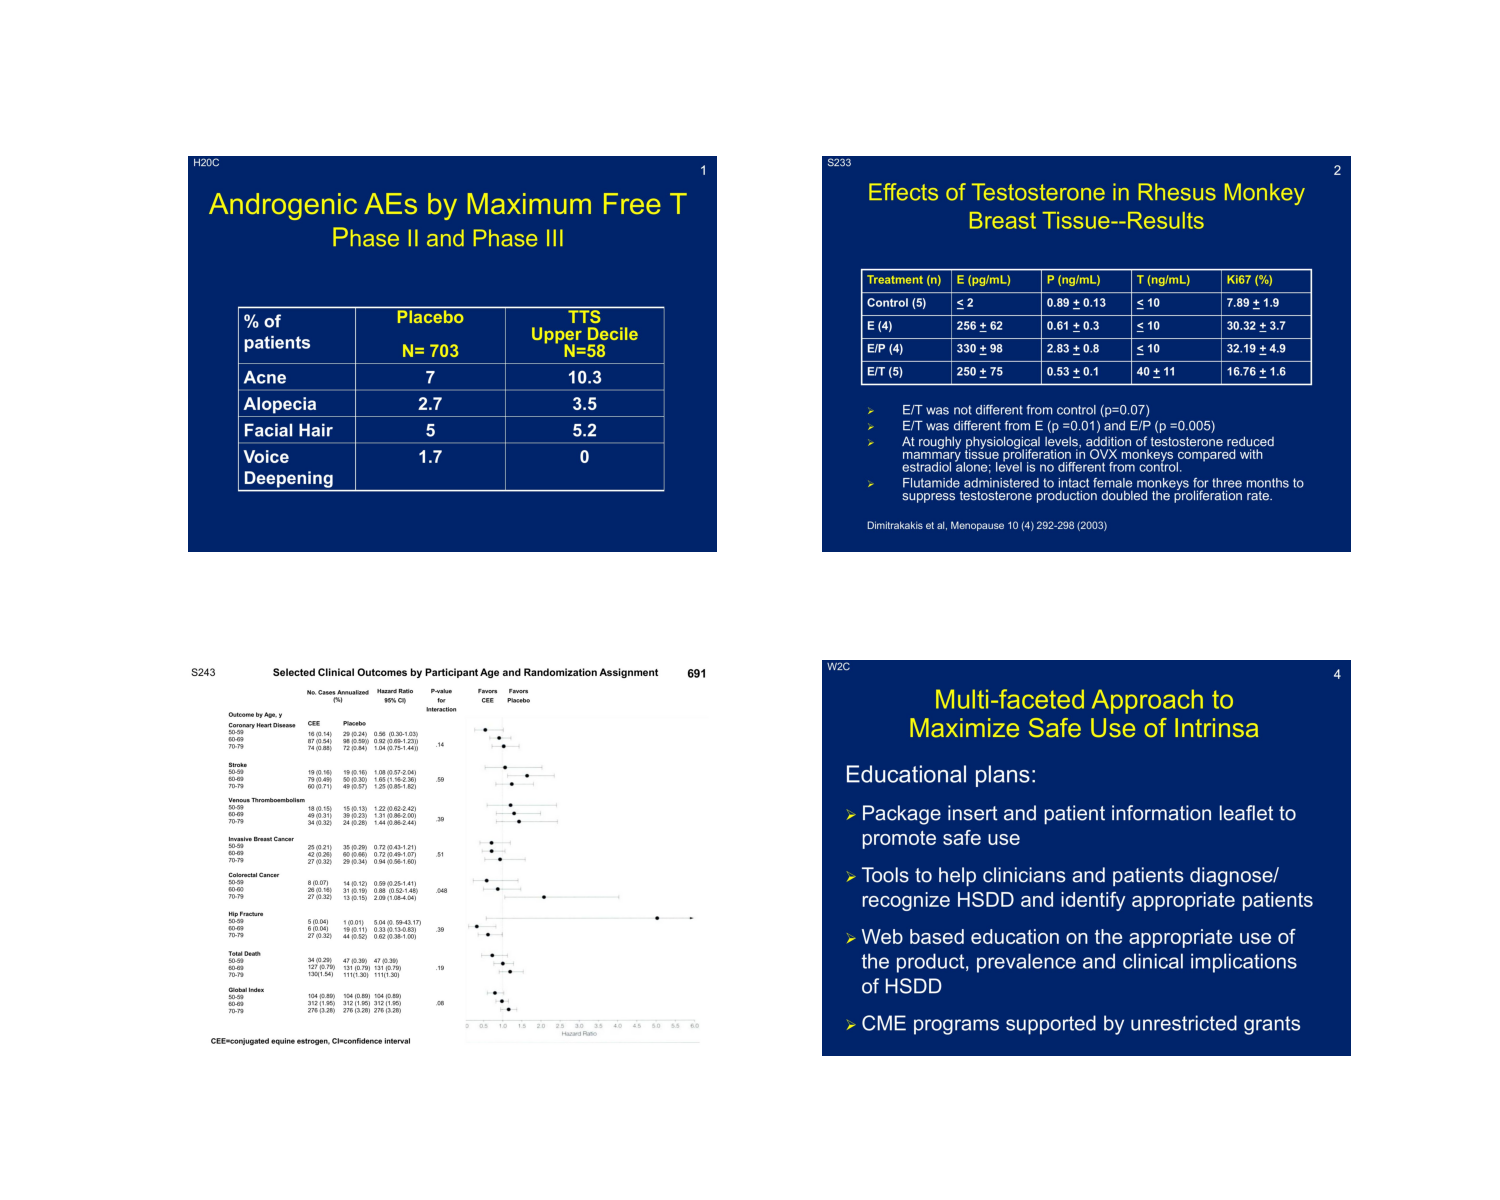 H20C
1
Androgenic AEs by Maximum Free T
Phase II and Phase III
% of patients Placebo N= 703 TTS Upper Decile N=58
Acne 7 10.3
Alopecia 2.7 3.5
Facial Hair 5 5.2
Voice Deepening 1.7 0
S233
2
Effects of Testosterone in Rhesus Monkey
Breast Tissue--Results
Treatment (n) E (pg/mL) P (ng/mL) T (ng/mL) Ki67 (%)
Control (5) ≤ 2 0.89 ± 0.13 ≤ 10 7.89 ± 1.9
E (4) 256 ± 62 0.61 ± 0.3 ≤ 10 30.32 ± 3.7
E/P (4) 330 ± 98 2.83 ± 0.8 ≤ 10 32.19 ± 4.9
E/T (5) 250 ± 75 0.53 ± 0.1 40 ± 11 16.76 ± 1.6
E/T was not different from control (p=0.07)
E/T was different from E (p =0.01) and E/P (p =0.005)
At roughly physiological levels, addition of testosterone reduced
mammary tissue proliferation in OVX monkeys compared with
estradiol alone; level is no different from control.
Flutamide administered to intact female monkeys for three months to
suppress testosterone production doubled the proliferation rate.
Dimitrakakis et al, Menopause 10 (4) 292-298 (2003)
S243
Selected Clinical Outcomes by Participant Age and Randomization Assignment
691
No. Cases Annualized (%) Hazard Ratio 95% CI) P-value for Interaction Favors CEE Favors Placebo
Outcome by Age, y
CEE Placebo
Coronary Heart Disease
50-59 16 (0.14) 29 (0.24) 0.56 (0.30-1.03)
60-69 87 (0.54) 98 (0.59)) 0.92 (0.69-1.23))
70-79 74 (0.88) 72 (0.84) 1.04 (0.75-1.44))
.14
Stroke
50-59 19 (0.16) 19 (0.16) 1.08 (0.57-2.04)
60-69 79 (0.49) 50 (0.30) 1.65 (1.16-2.36)
70-79 60 (0.71) 49 (0.57) 1.25 (0.85-1.82)
.59
Venous Thromboembolism
50-59 18 (0.15) 15 (0.13) 1.22 (0.62-2.42)
60-69 49 (0.31) 39 (0.23) 1.31 (0.86-2.00)
70-79 34 (0.32) 24 (0.28) 1.44 (0.86-2.44)
.39
Invasive Breast Cancer
50-59 25 (0.21) 35 (0.29) 0.72 (0.43-1.21)
60-69 42 (0.26) 60 (0.66) 0.72 (0.49-1.07)
70-79 27 (0.32) 29 (0.34) 0.94 (0.56-1.60)
.51
Colorectal Cancer
50-59 8 (0.07) 14 (0.12) 0.59 (0.25-1.41)
60-60 26 (0.16) 31 (0.19) 0.88 (0.52-1.48)
70-79 27 (0.32) 13 (0.15) 2.09 (1.08-4.04)
.048
Hip Fracture
50-59 5 (0.04) 1 (0.01) 5.04 (0. 59-43.17)
60-69 6 (0.04) 19 (0.11) 0.33 (0.13-0.83)
70-79 27 (0.32) 44 (0.52) 0.62 (0.38-1.00)
.39
Total Death
50-59 34 (0.29) 47 (0.39) 47 (0.39)
60-69 127 (0.79) 131 (0.79) 131 (0.79)
70-79 130(1.54) 111(1.30) 111(1.30)
.19
Global Index
50-59 104 (0.89) 104 (0.89) 104 (0.89)
60-69 312 (1.95) 312 (1.95) 312 (1.95)
70-79 276 (3.28) 276 (3.28) 276 (3.28)
.08
0.5 1.0 1.5 2.0 2.5 3.0 3.5 4.0 4.5 5.0 5.5 6.0
Hazard Ratio
CEE=conjugated equine estrogen, CI=confidence interval
W2C
4
Multi-faceted Approach to
Maximize Safe Use of Intrinsa
Educational plans:
Package insert and patient information leaflet to
promote safe use
Tools to help clinicians and patients diagnose/
recognize HSDD and identify appropriate patients
Web based education on the appropriate use of
the product, prevalence and clinical implications
of HSDD
CME programs supported by unrestricted grants